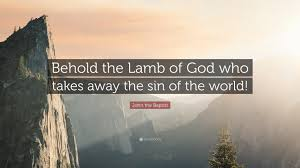 Behold the Lamb of God who
takes away the sin of the world!
John the Baptist